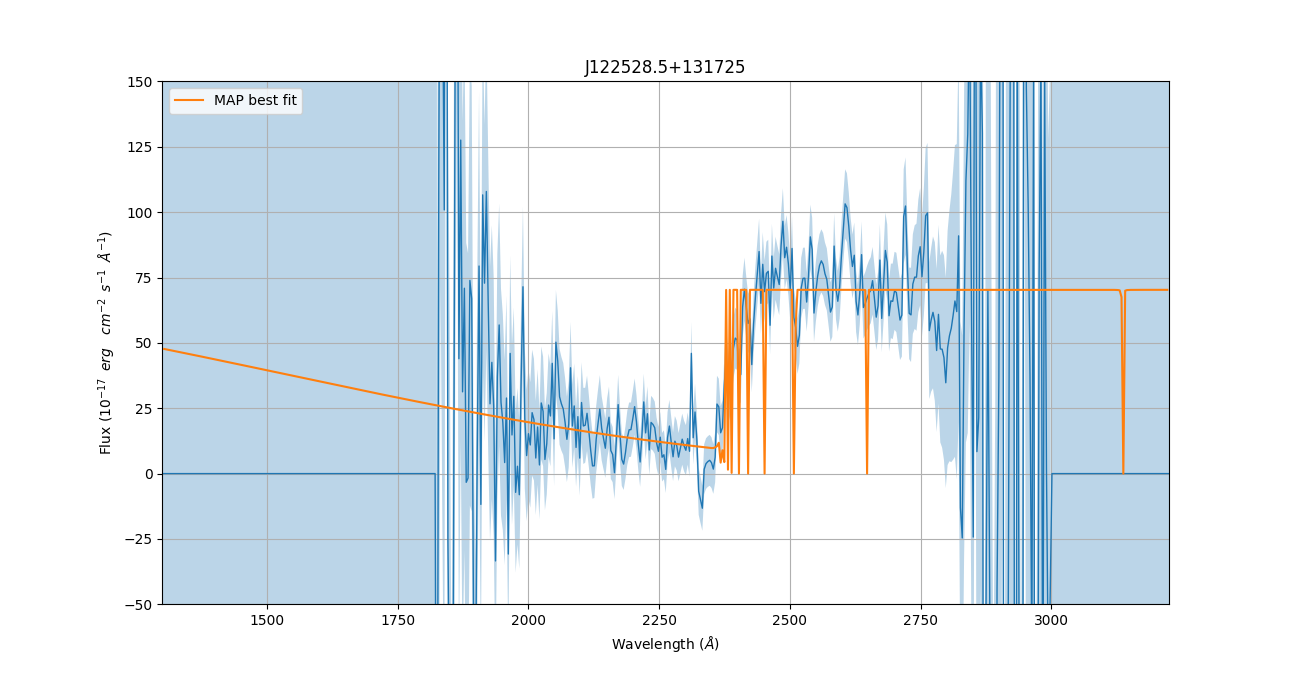 J122528.5+131725
MAP best fit
150
125
100
75
50
25
0
−25
−50
Flux (10⁻¹⁷ erg cm⁻² s⁻¹ Å⁻¹)
1500 1750 2000 2250 2500 2750 3000
Wavelength (Å)